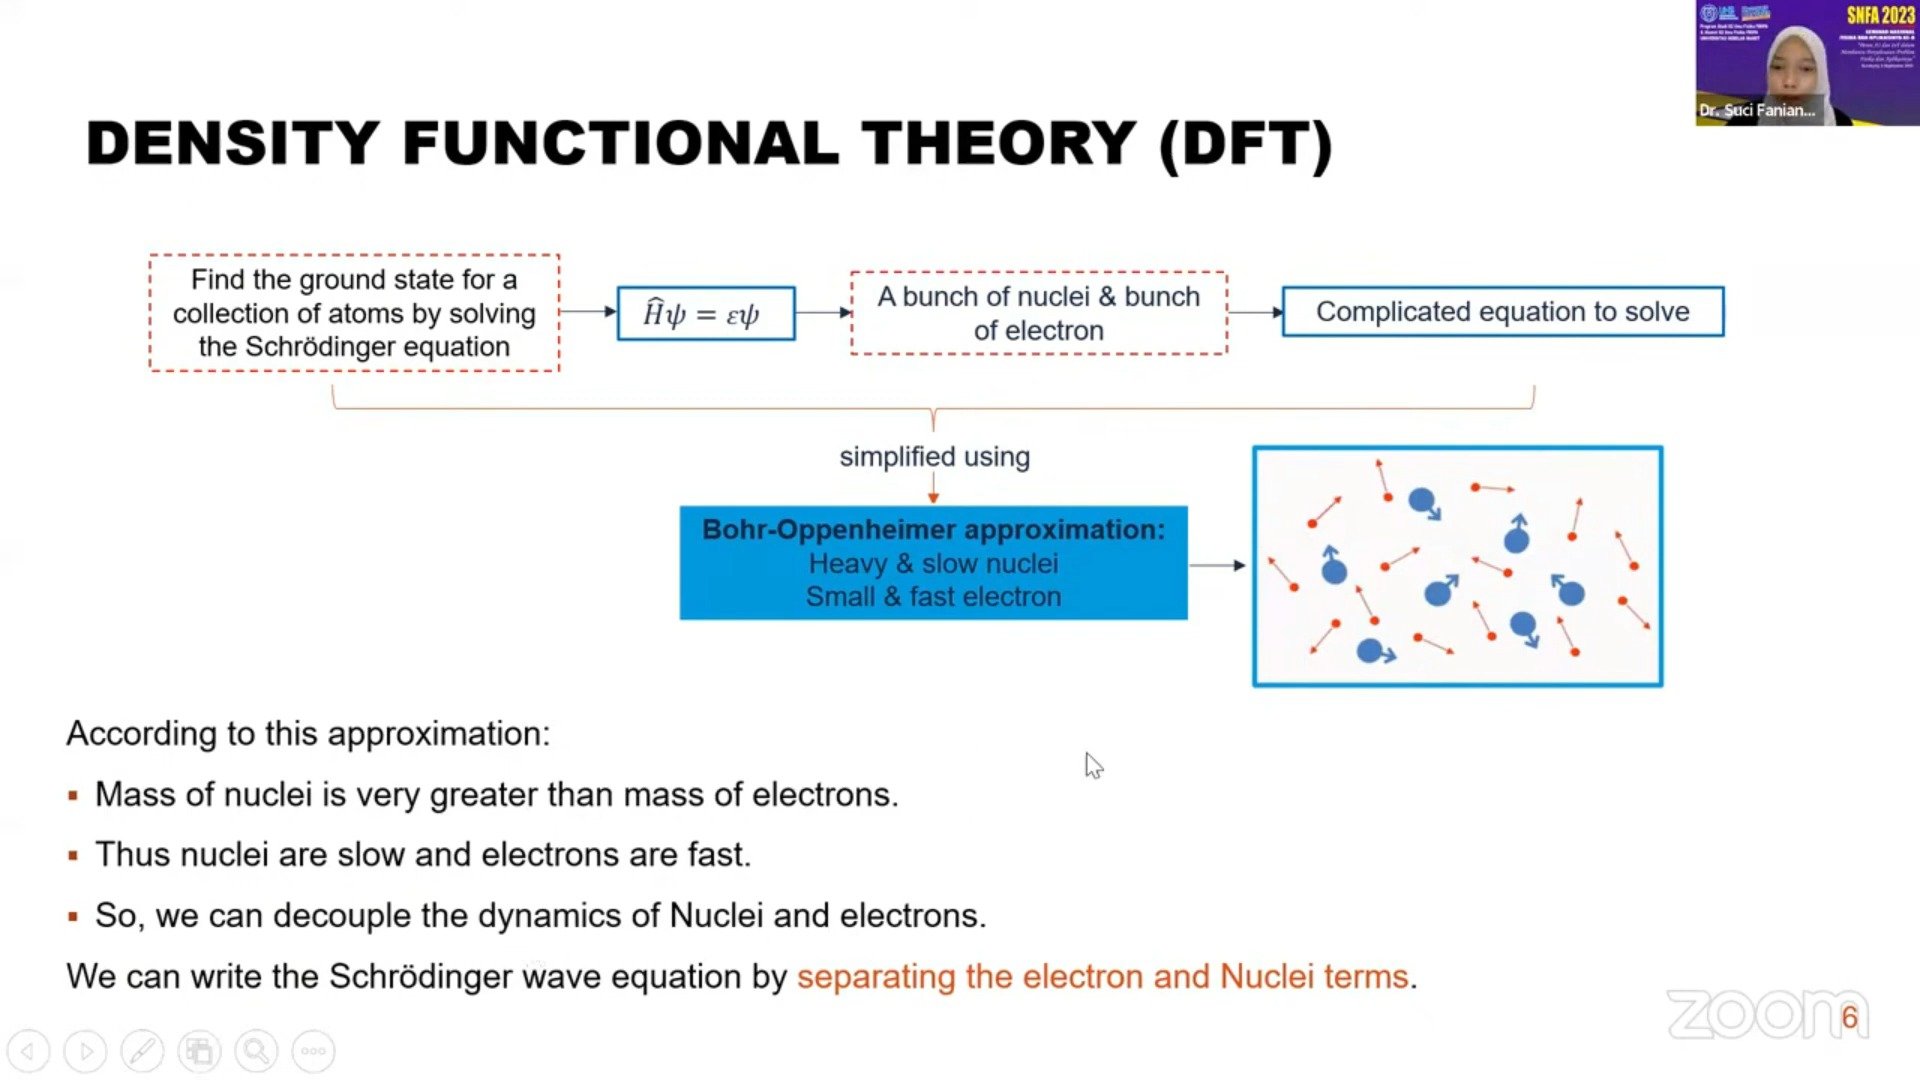 SNFA 2023
Dr. Suci Fanian...
DENSITY FUNCTIONAL THEORY (DFT)
Find the ground state for a
collection of atoms by solving
the Schrödinger equation
Ĥψ = εψ
A bunch of nuclei & bunch
of electron
Complicated equation to solve
simplified using
Bohr-Oppenheimer approximation:
Heavy & slow nuclei
Small & fast electron
According to this approximation:
▪ Mass of nuclei is very greater than mass of electrons.
▪ Thus nuclei are slow and electrons are fast.
▪ So, we can decouple the dynamics of Nuclei and electrons.
We can write the Schrödinger wave equation by separating the electron and Nuclei terms.
zoom
6